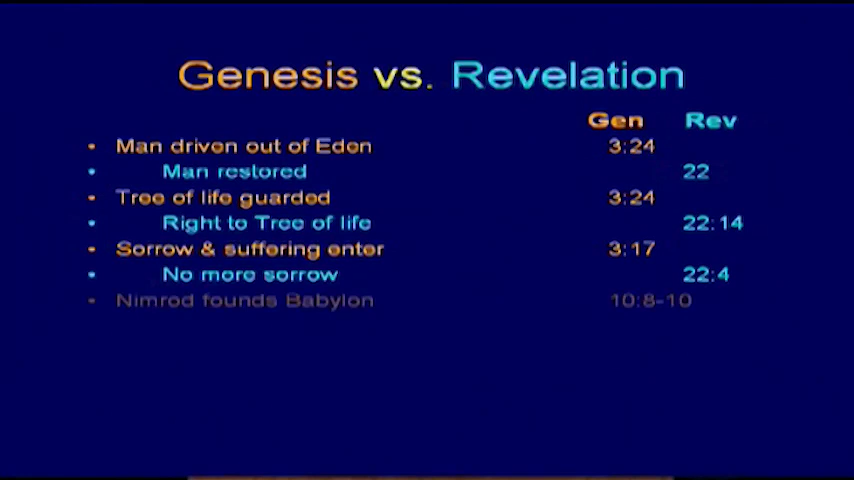 Genesis vs. Revelation
Gen Rev
• Man driven out of Eden 3:24
• Man restored 22
• Tree of life guarded 3:24
• Right to Tree of life 22:14
• Sorrow & suffering enter 3:17
• No more sorrow 22:4
• Nimrod founds Babylon 10:8-10